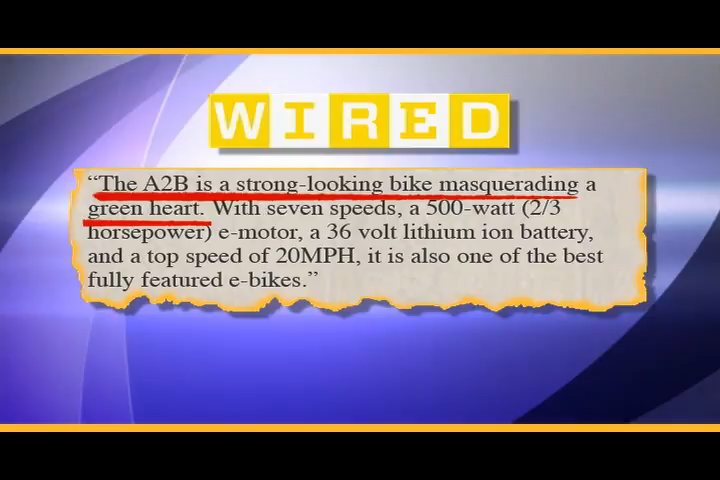 WIRED
“The A2B is a strong-looking bike masquerading a
green heart. With seven speeds, a 500-watt (2/3
horsepower) e-motor, a 36 volt lithium ion battery,
and a top speed of 20MPH, it is also one of the best
fully featured e-bikes.”